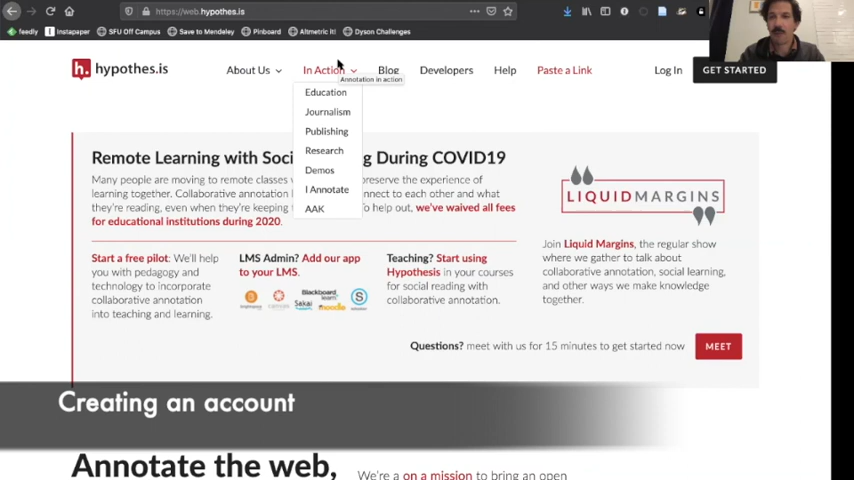 https://web.hypothes.is
feedly
Instapaper
SFU Off Campus
Save to Mendeley
Pinboard
Altmetric it!
Dyson Challenges
h. hypothes.is
About Us
In Action
Blog
Developers
Help
Paste a Link
Log In
GET STARTED
Annotation in action
Education
Journalism
Publishing
Research
Demos
I Annotate
AAK
Remote Learning with Soci g During COVID19
Many people are moving to remote classes reserve the experience of
learning together. Collaborative annotation nect to each other and what
they're reading, even when they're keeping To help out, we've waived all fees
for educational institutions during 2020.
Start a free pilot: We'll help
you with pedagogy and
technology to incorporate
collaborative annotation
into teaching and learning.
LMS Admin? Add our app
to your LMS.
canvas
Blackboard
learn
Sakai
moodle
Teaching? Start using
Hypothesis in your courses
for social reading with
collaborative annotation.
LIQUIDMARGINS
Join Liquid Margins, the regular show
where we gather to talk about
collaborative annotation, social learning,
and other ways we make knowledge
together.
Questions? meet with us for 15 minutes to get started now
MEET
Creating an account
Annotate the web,
We're a on a mission to bring an open